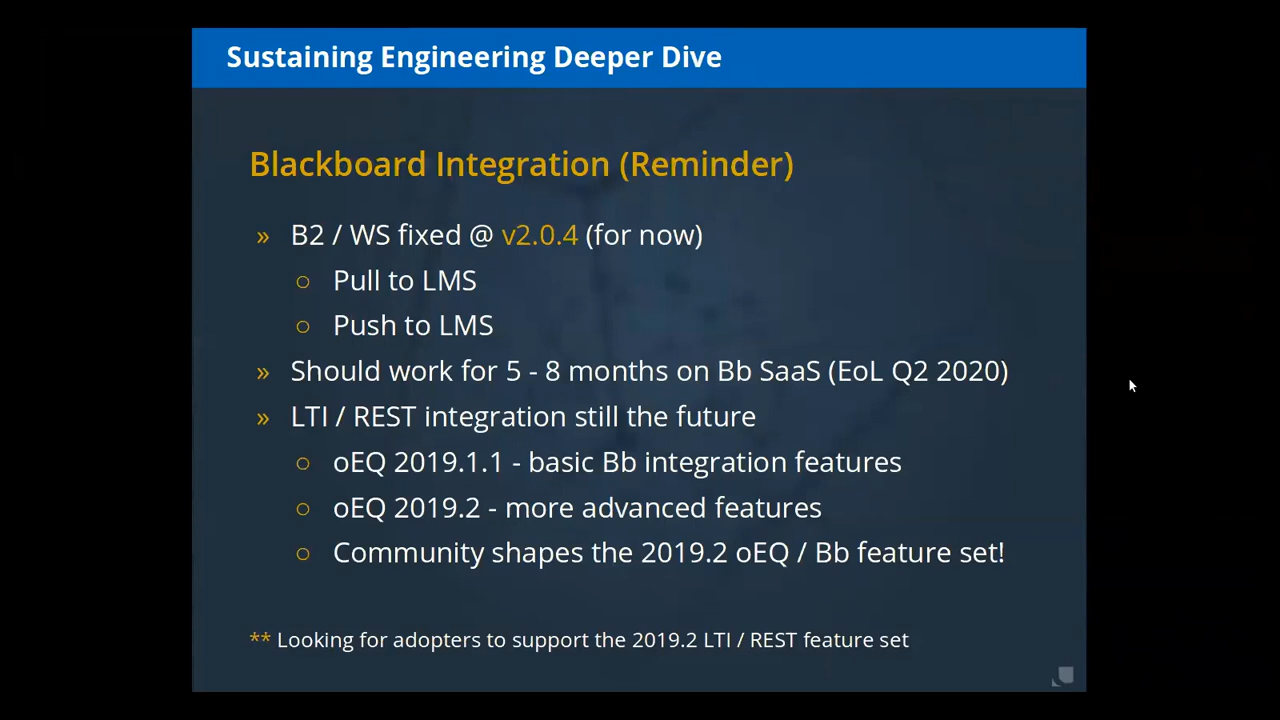 Sustaining Engineering Deeper Dive
Blackboard Integration (Reminder)
» B2 / WS fixed @ v2.0.4 (for now)
○ Pull to LMS
○ Push to LMS
» Should work for 5 - 8 months on Bb SaaS (EoL Q2 2020)
» LTI / REST integration still the future
○ oEQ 2019.1.1 - basic Bb integration features
○ oEQ 2019.2 - more advanced features
○ Community shapes the 2019.2 oEQ / Bb feature set!
** Looking for adopters to support the 2019.2 LTI / REST feature set